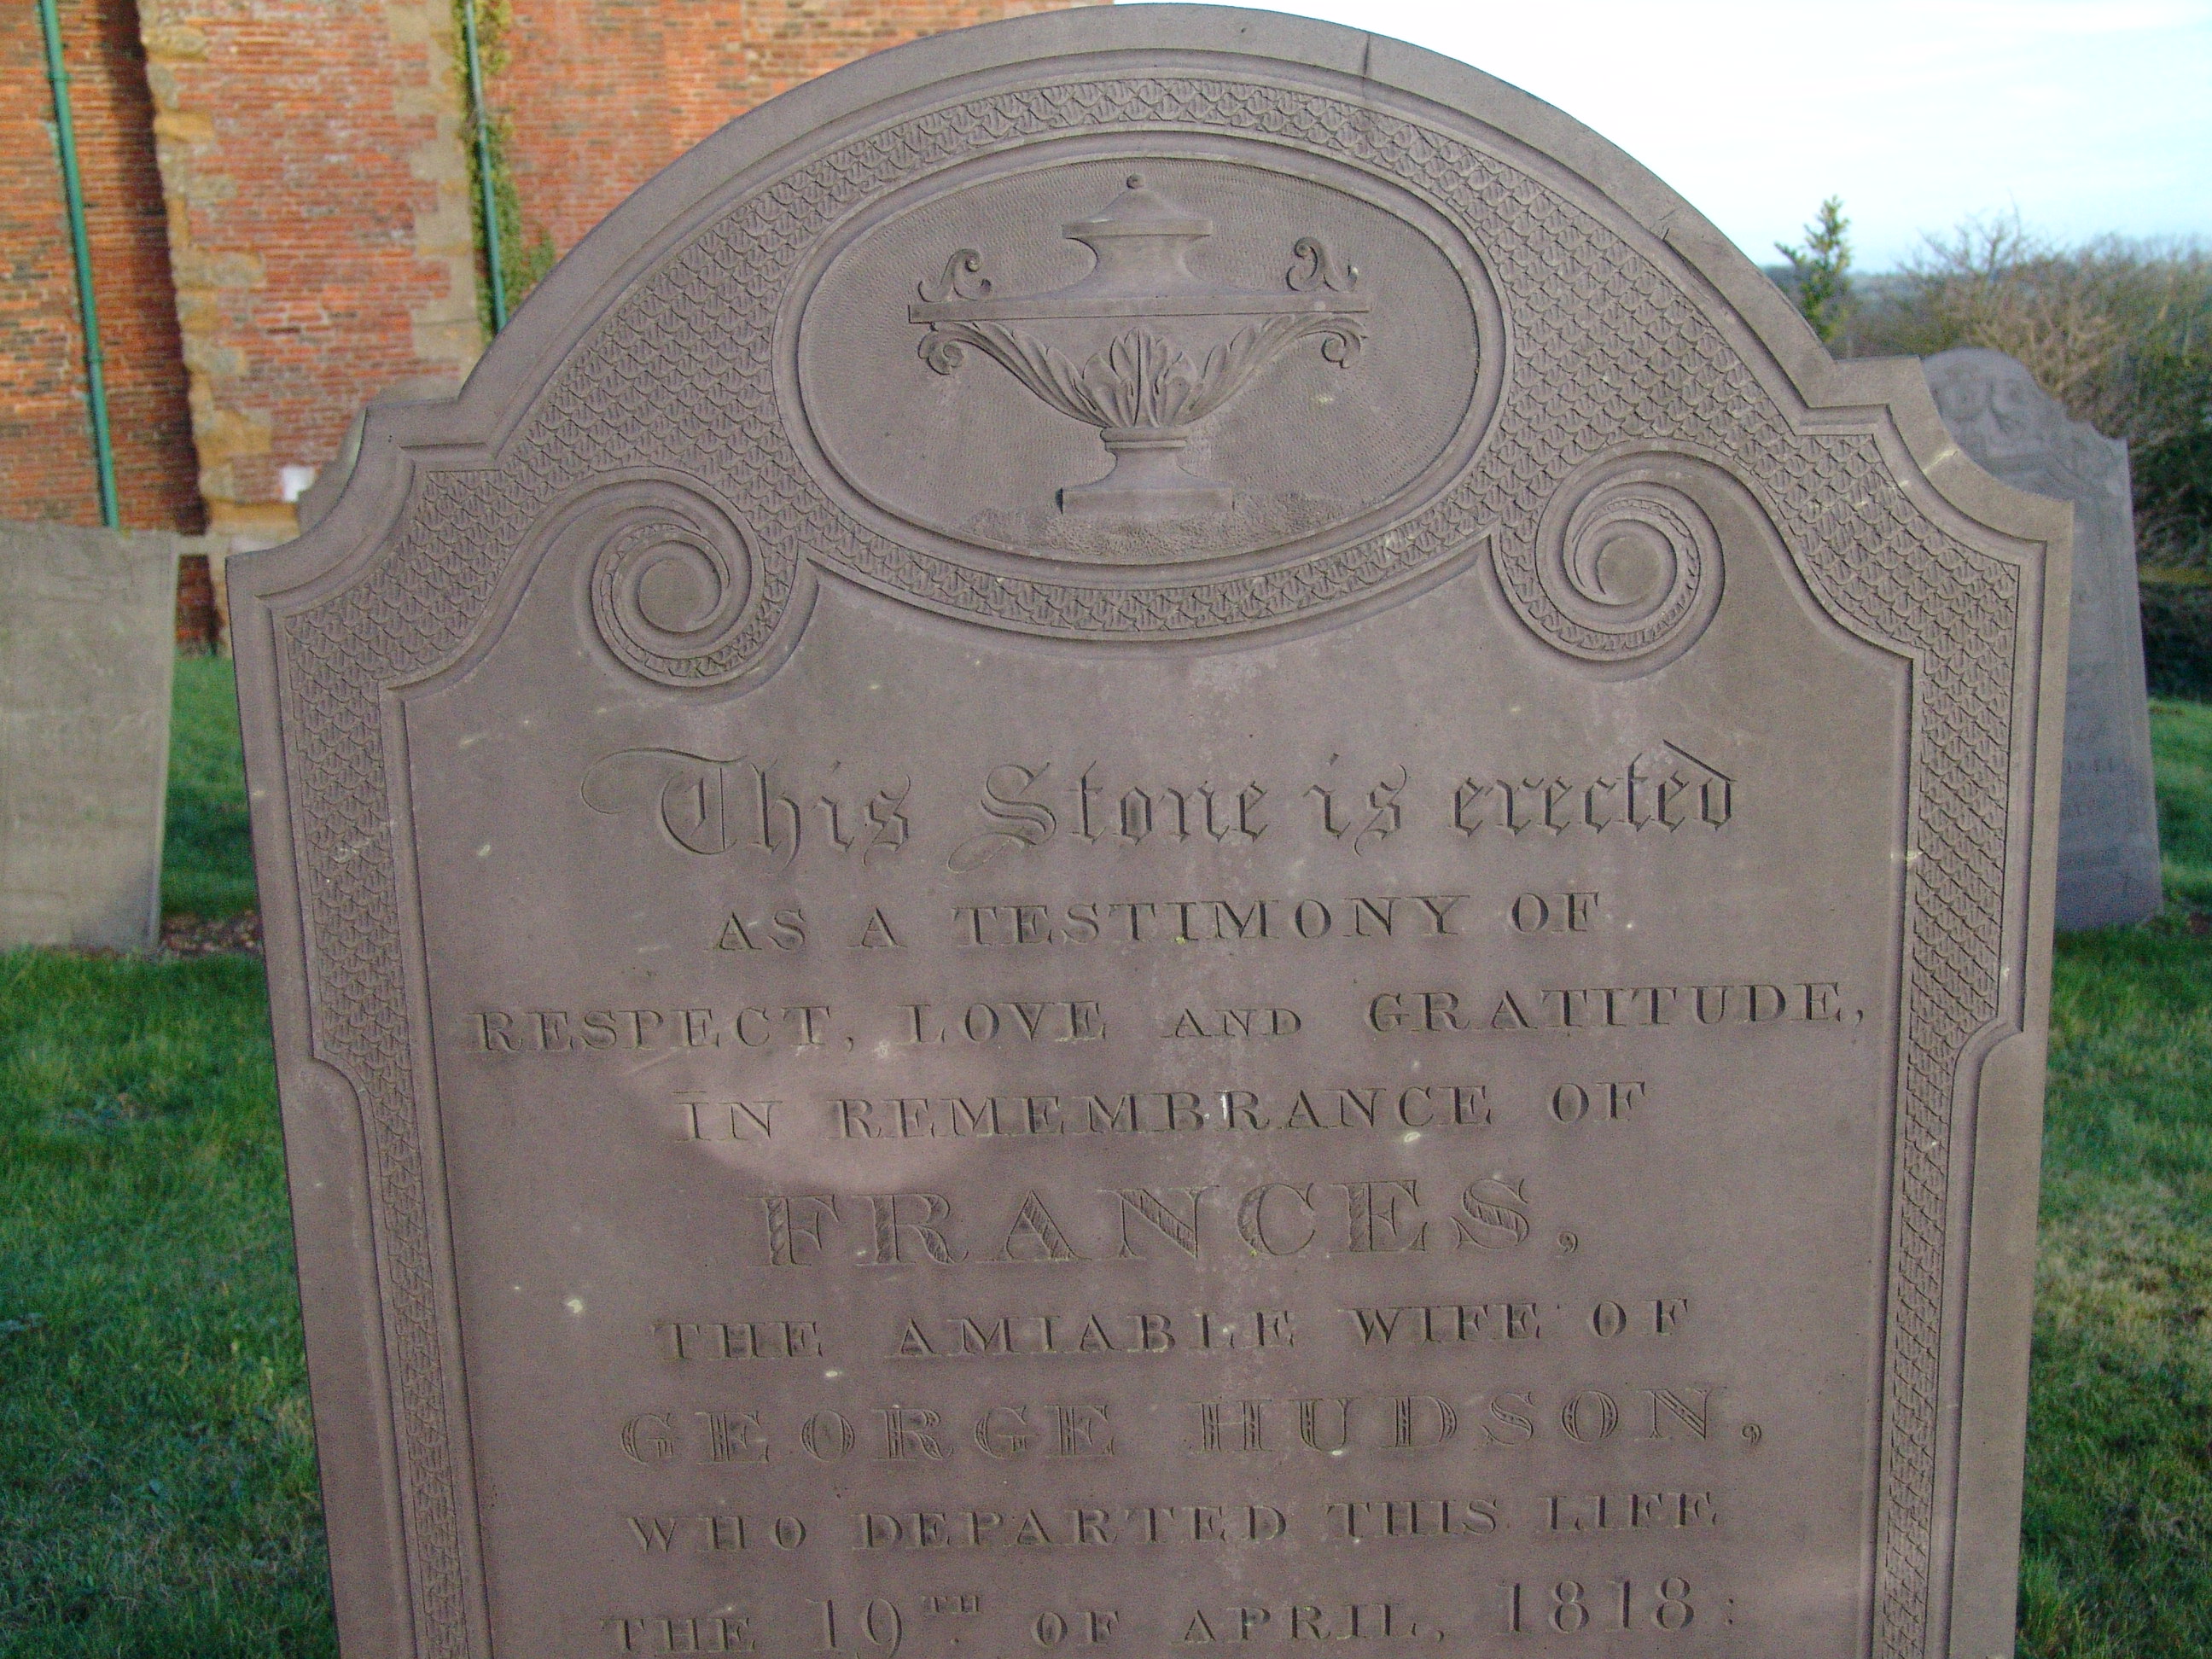 This Stone is erected
AS A TESTIMONY OF
RESPECT, LOVE AND GRATITUDE,
IN REMEMBRANCE OF
FRANCES,
THE AMIABLE WIFE OF
GEORGE HUDSON,
WHO DEPARTED THIS LIFE
THE 19TH OF APRIL, 1818: